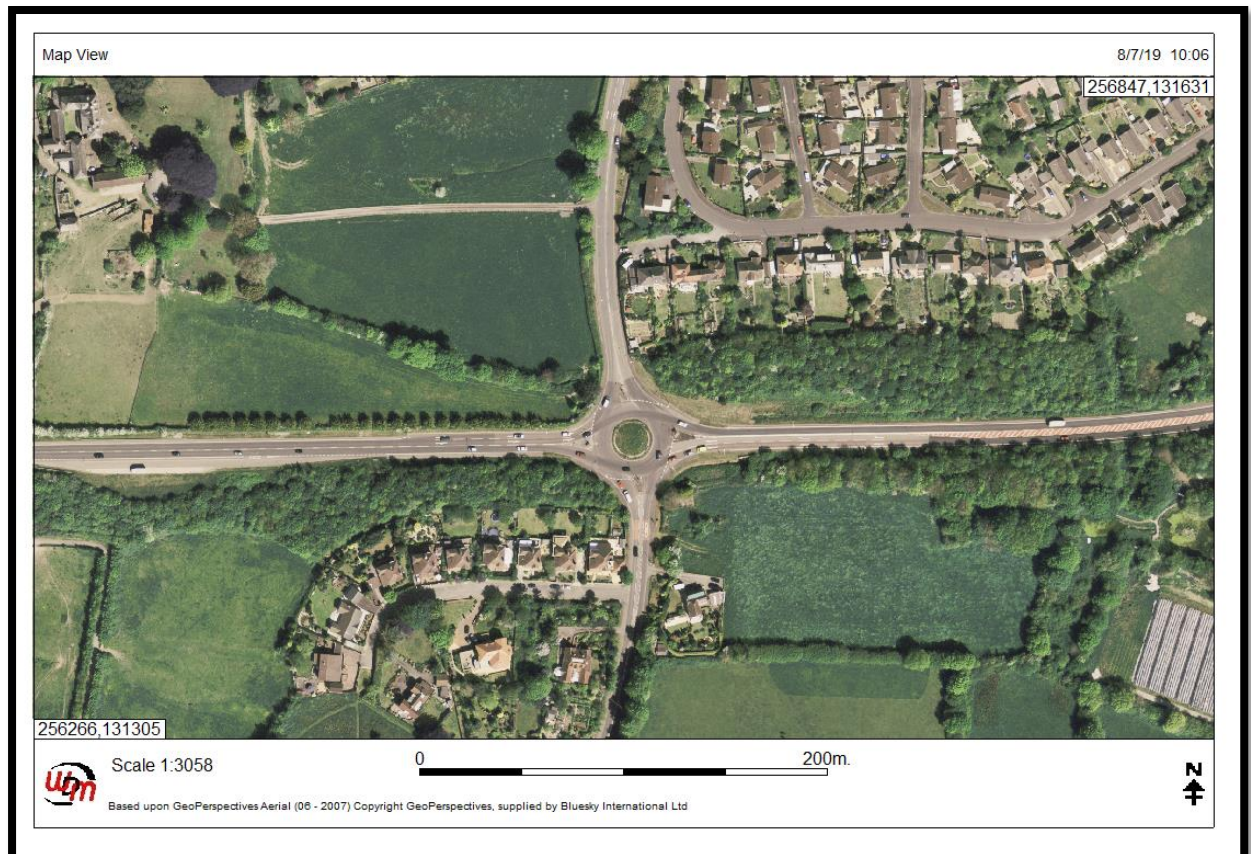 Map View
8/7/19 10:06
256847,131631
256266,131305
Scale 1:3058
0
200m.
N
WDM
Based upon GeoPerspectives Aerial (06 - 2007) Copyright GeoPerspectives, supplied by Bluesky International Ltd